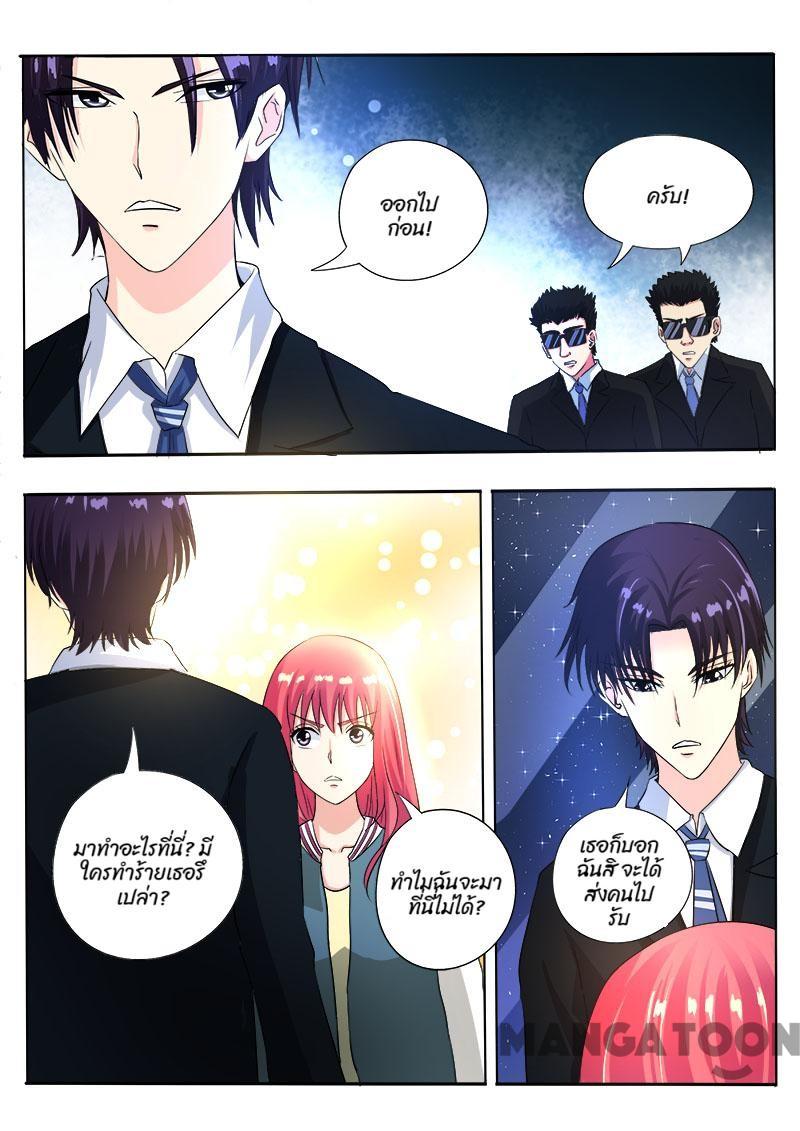 ออกไป
ก่อน!
ครับ!
มาทำอะไรที่นี่? มี
ใครทำร้ายเธอรึ
เปล่า?
ทำไมฉันจะมา
ที่นี่ไม่ได้?
เธอก็บอก
ฉันสิ จะได้
ส่งคนไป
รับ
MANGATOON